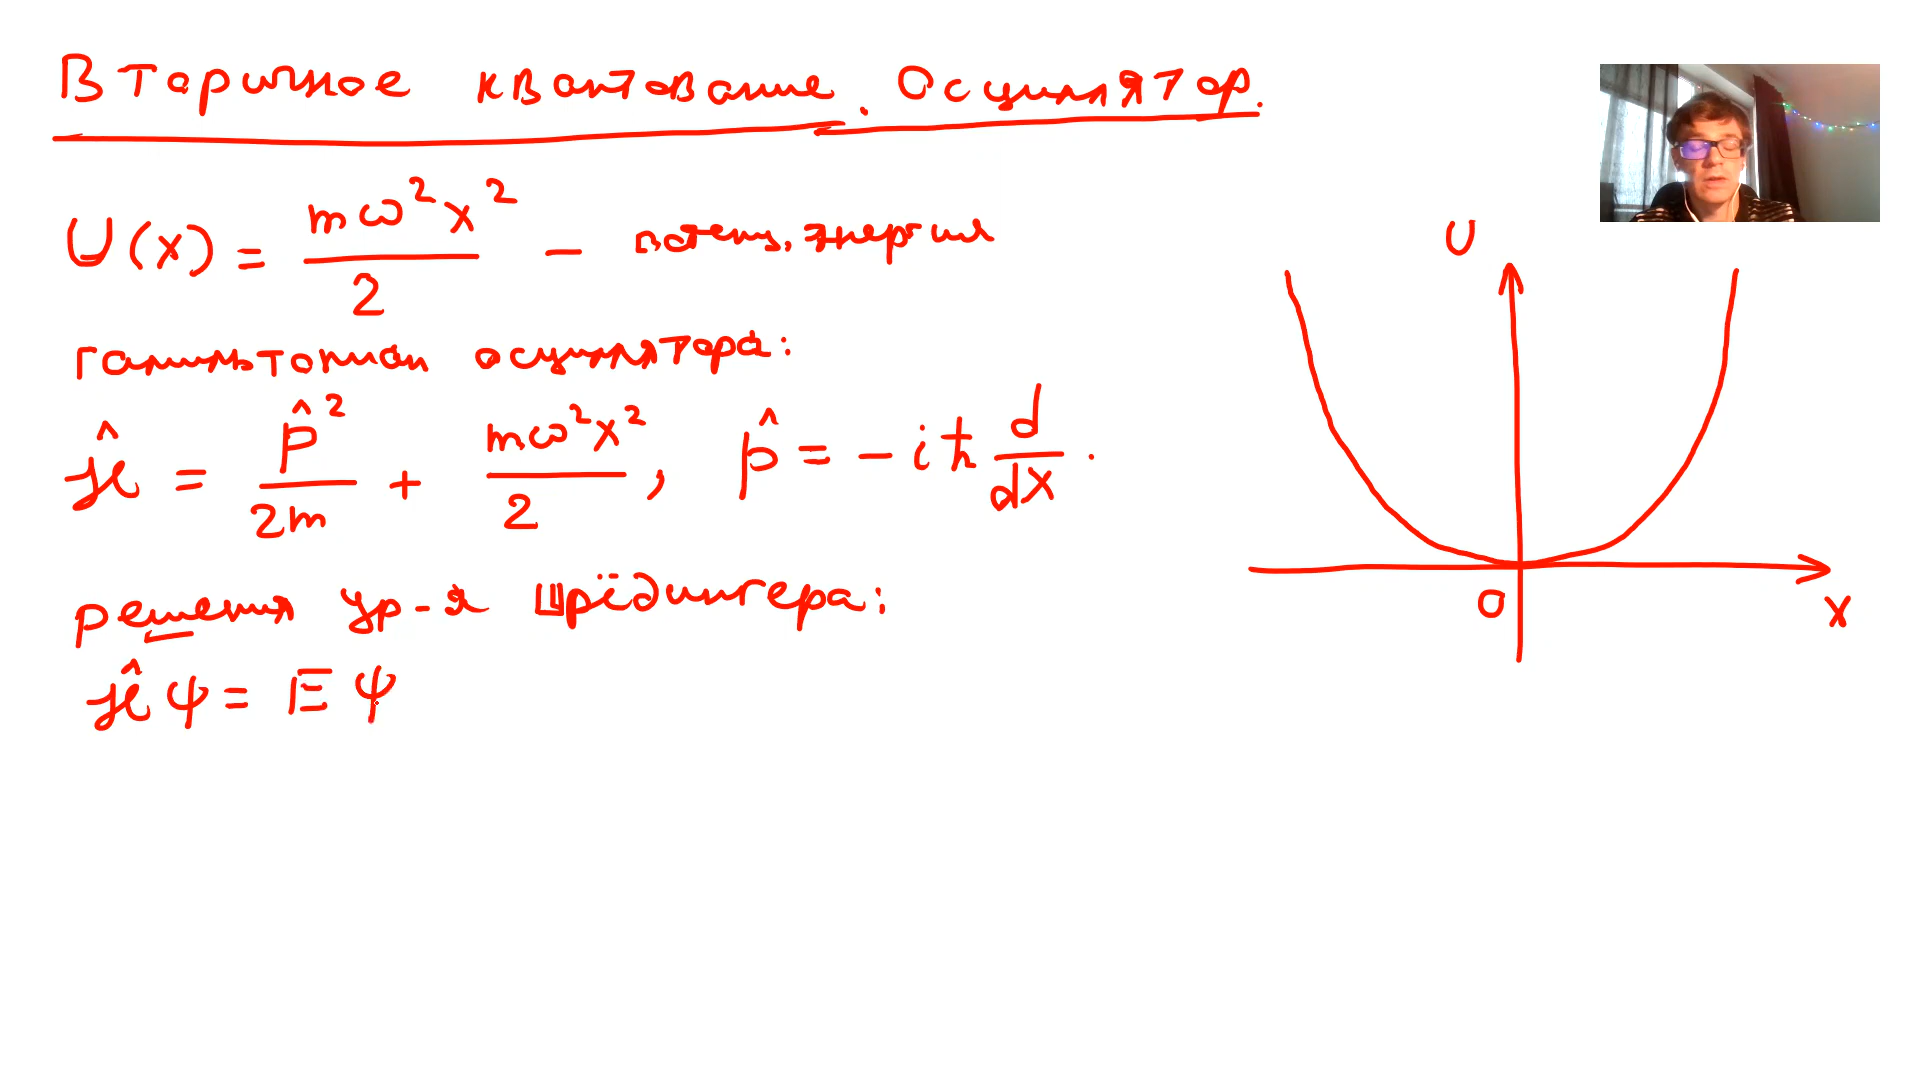 Вторичное квантование. Осциллятор.
U(x) = mω²x²/2 – потенц. энергия
гамильтониан осциллятора:
Ĥ = p̂²/2m + mω²x²/2, p̂ = -iħ d/dx.
решения ур-я Шрёдингера:
Ĥψ = Eψ
U
O
x